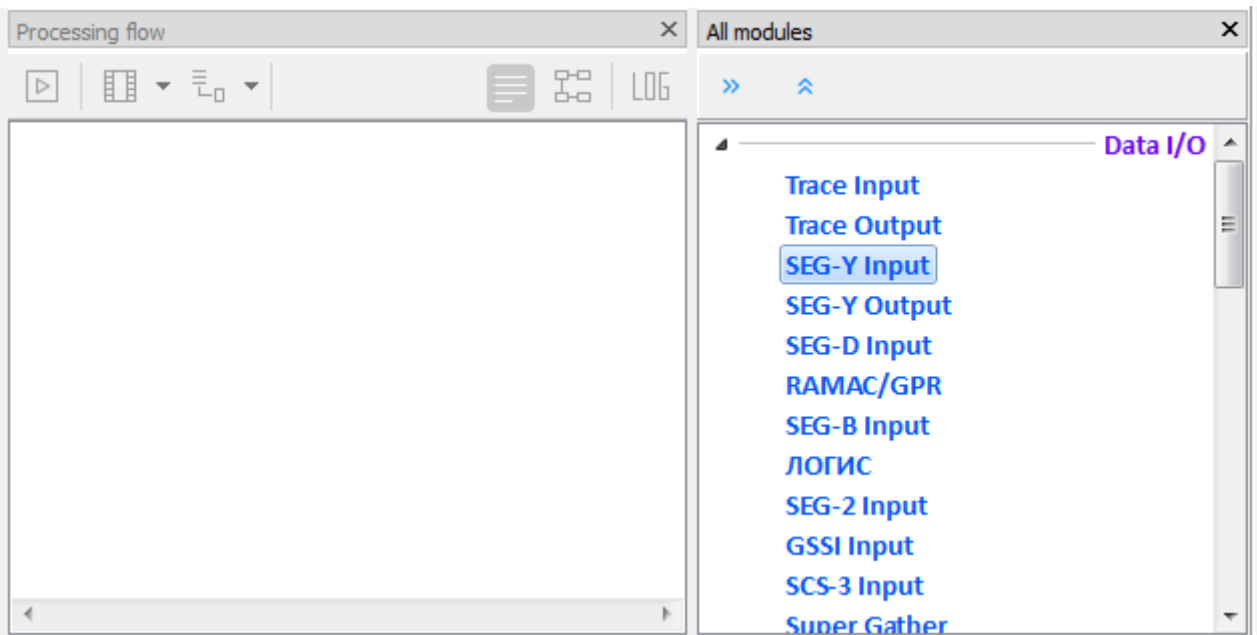 Processing flow
All modules
LOG
Data I/O
Trace Input
Trace Output
SEG-Y Input
SEG-Y Output
SEG-D Input
RAMAC/GPR
SEG-B Input
ЛОГИС
SEG-2 Input
GSSI Input
SCS-3 Input
Super Gather